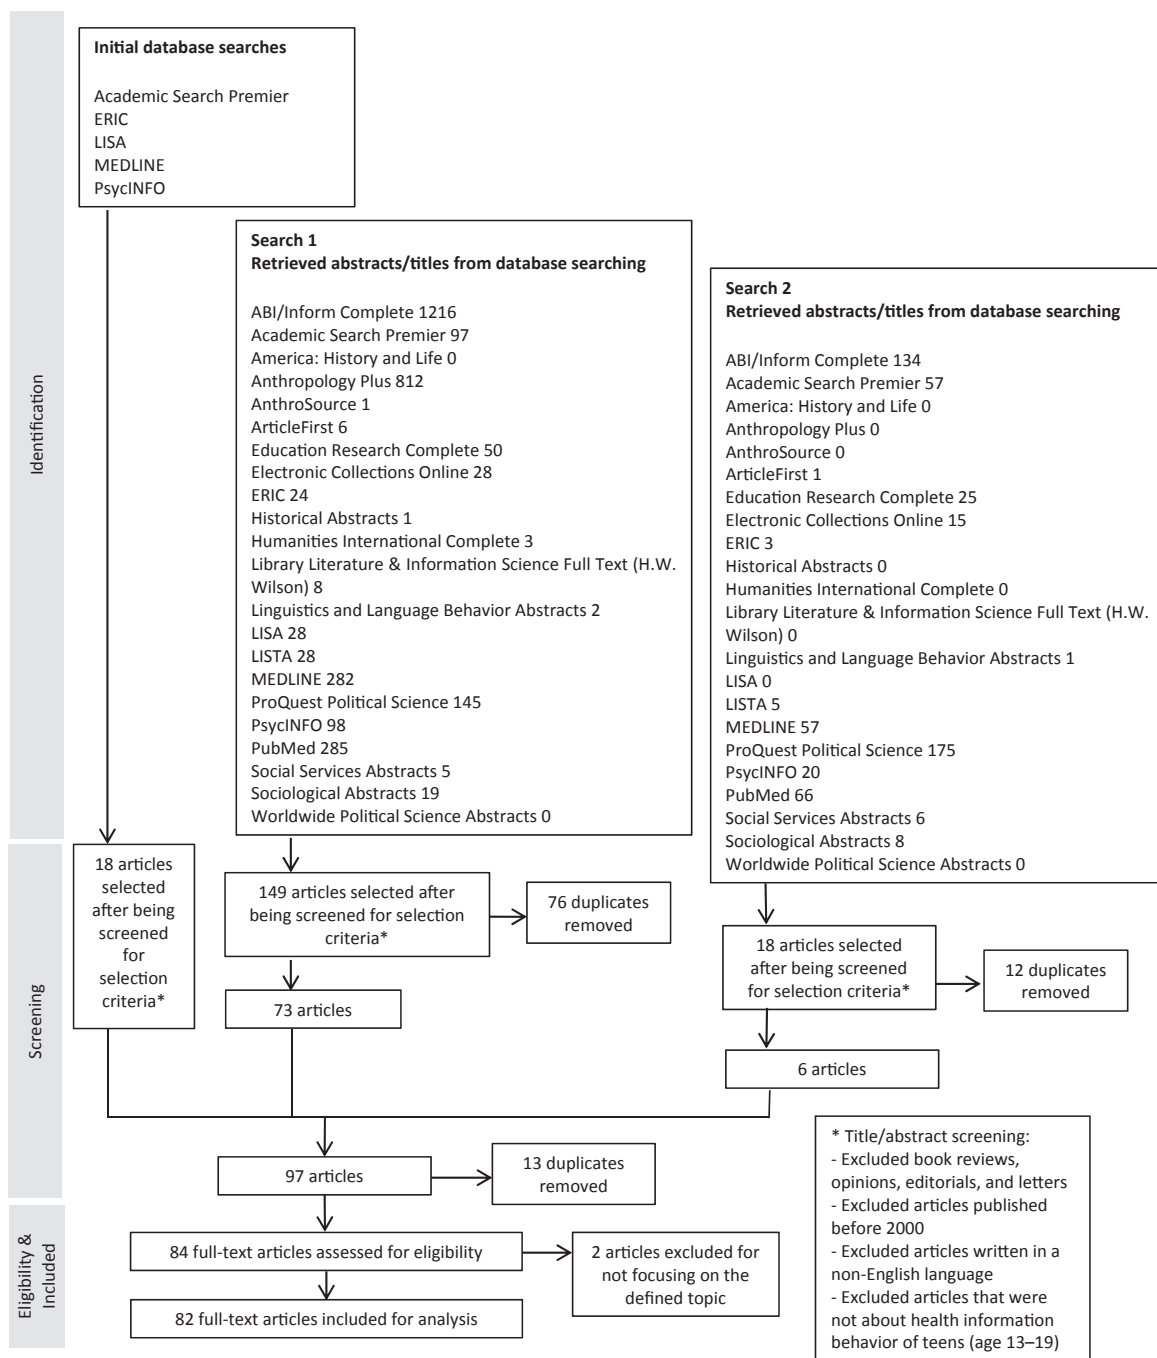 Identification
Initial database searches
Academic Search Premier
ERIC
LISA
MEDLINE
PsycINFO
Search 1
Retrieved abstracts/titles from database searching
ABI/Inform Complete 1216
Academic Search Premier 97
America: History and Life 0
Anthropology Plus 812
AnthroSource 1
ArticleFirst 6
Education Research Complete 50
Electronic Collections Online 28
ERIC 24
Historical Abstracts 1
Humanities International Complete 3
Library Literature & Information Science Full Text (H.W.
Wilson) 8
Linguistics and Language Behavior Abstracts 2
LISA 28
LISTA 28
MEDLINE 282
ProQuest Political Science 145
PsycINFO 98
PubMed 285
Social Services Abstracts 5
Sociological Abstracts 19
Worldwide Political Science Abstracts 0
Search 2
Retrieved abstracts/titles from database searching
ABI/Inform Complete 134
Academic Search Premier 57
America: History and Life 0
Anthropology Plus 0
AnthroSource 0
ArticleFirst 1
Education Research Complete 25
Electronic Collections Online 15
ERIC 3
Historical Abstracts 0
Humanities International Complete 0
Library Literature & Information Science Full Text (H.W.
Wilson) 0
Linguistics and Language Behavior Abstracts 1
LISA 0
LISTA 5
MEDLINE 57
ProQuest Political Science 175
PsycINFO 20
PubMed 66
Social Services Abstracts 6
Sociological Abstracts 8
Worldwide Political Science Abstracts 0
Screening
18 articles
selected
after being
screened
for
selection
criteria*
149 articles selected after
being screened for selection
criteria*
76 duplicates
removed
73 articles
18 articles selected
after being screened
for selection criteria*
12 duplicates
removed
6 articles
97 articles
13 duplicates
removed
Eligibility &
Included
84 full-text articles assessed for eligibility
2 articles excluded for
not focusing on the
defined topic
82 full-text articles included for analysis
* Title/abstract screening:
- Excluded book reviews,
opinions, editorials, and letters
- Excluded articles published
before 2000
- Excluded articles written in a
non-English language
- Excluded articles that were
not about health information
behavior of teens (age 13–19)